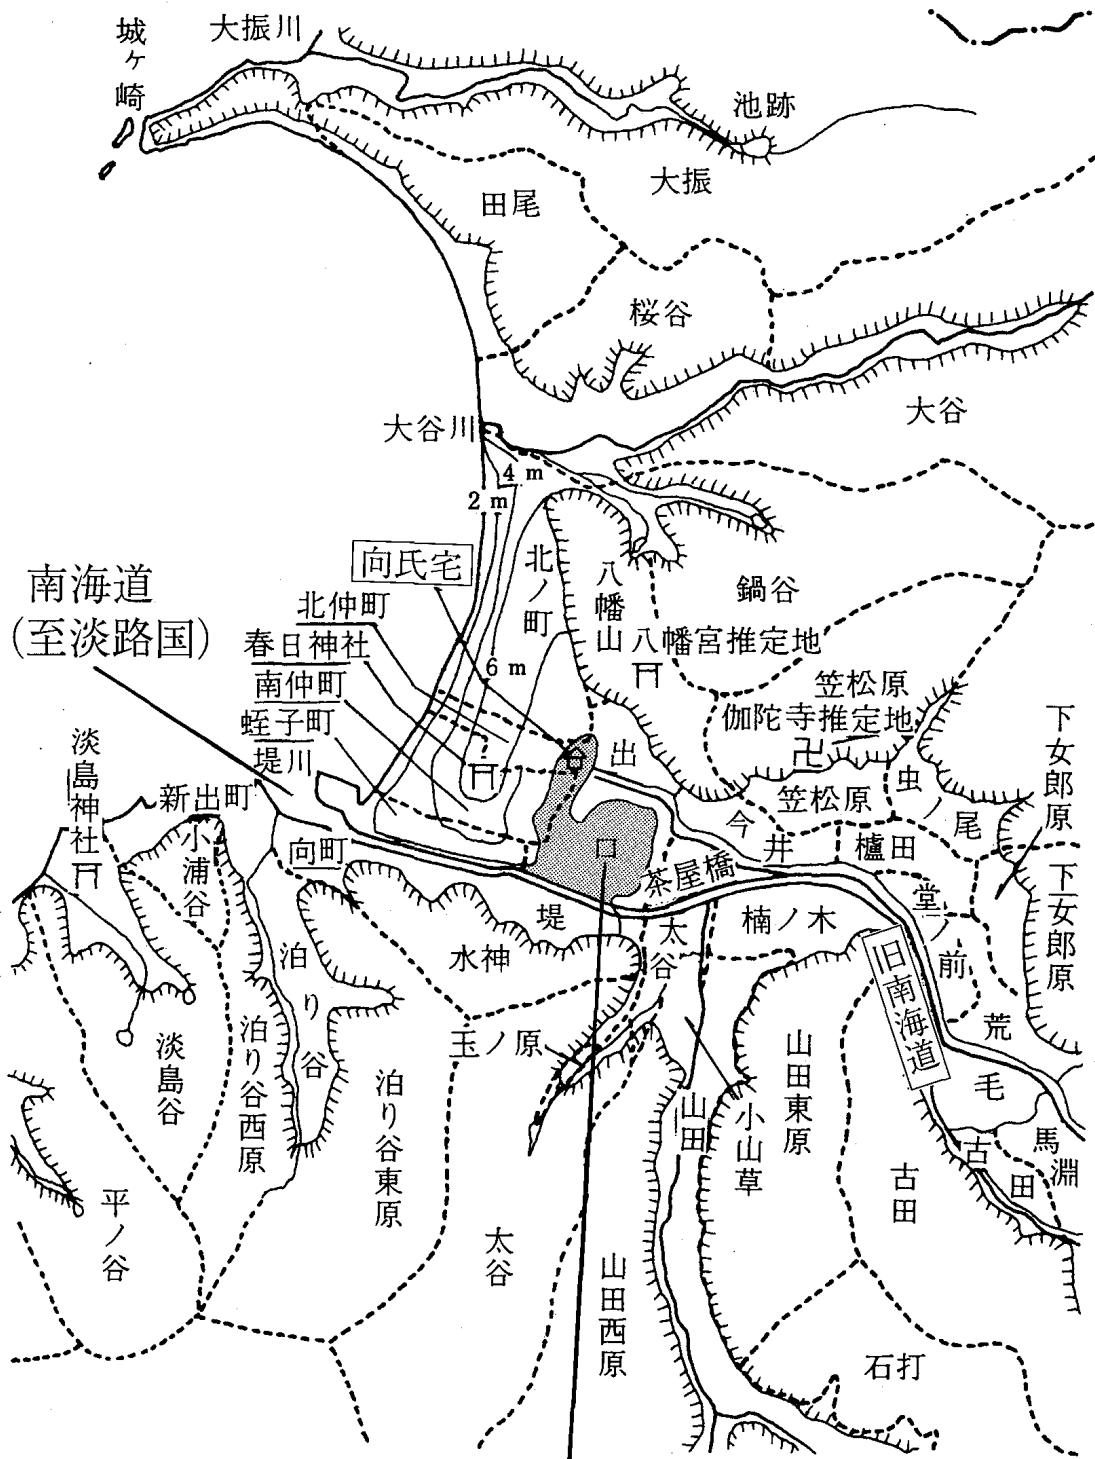 大振川
城ヶ崎
池跡
大振
田尾
桜谷
大谷
大谷川
4 m
2 m
向氏宅
北ノ町
八幡山
鍋谷
南海道
(至淡路国)
北仲町
春日神社
南仲町
蛭子町
堤川
6 m
八幡宮推定地
笠松原
伽陀寺推定地
卍
下女郎原
淡島神社
新出町
小浦谷
向町
出
口
今井
笠松原
虫ノ尾
櫨田
下女郎原
茶屋橋
堂ノ前
堤
水神
太谷
楠ノ木
旧南海道
荒毛
泊り谷
淡島谷
泊り谷西原
玉ノ原
泊り谷東原
山田
小山草
山田東原
古田
古田
馬淵
平ノ谷
太谷
山田西原
石打